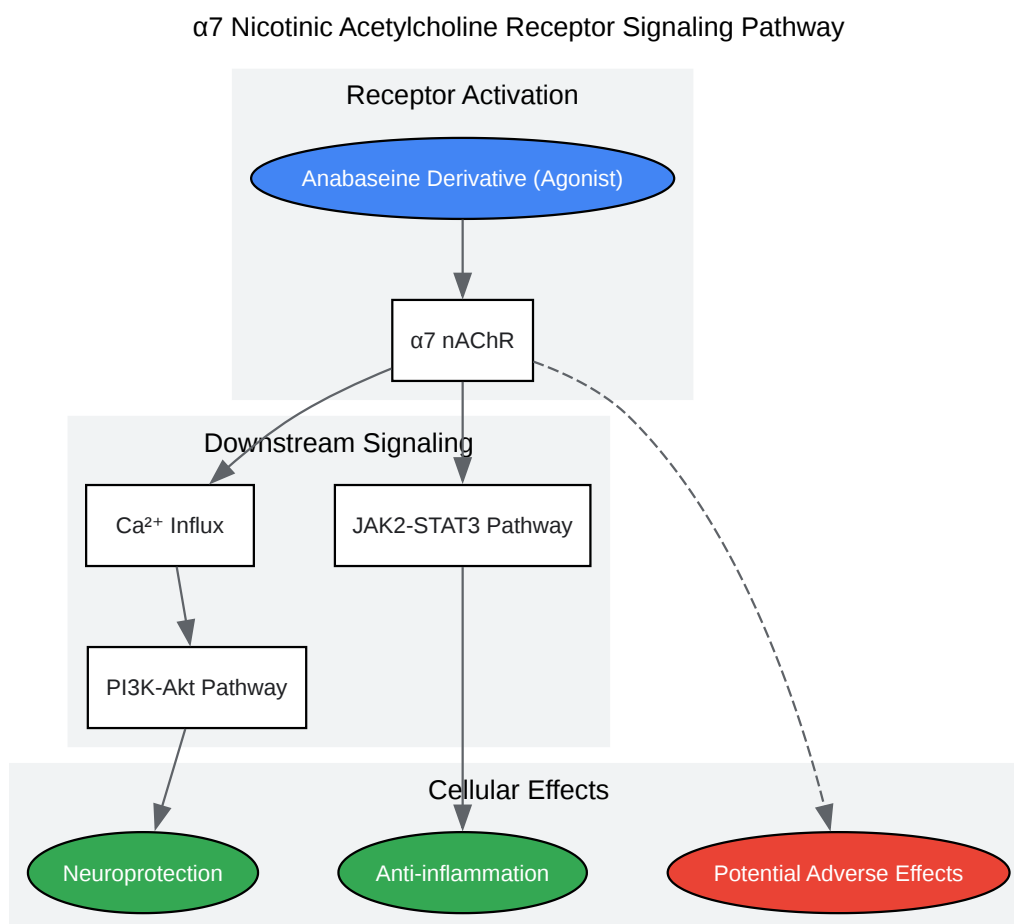 α7 Nicotinic Acetylcholine Receptor Signaling Pathway
Receptor Activation
Anabaseine Derivative (Agonist)
α7 nAChR
Downstream Signaling
Ca²⁺ Influx
JAK2-STAT3 Pathway
PI3K-Akt Pathway
Cellular Effects
Neuroprotection
Anti-inflammation
Potential Adverse Effects